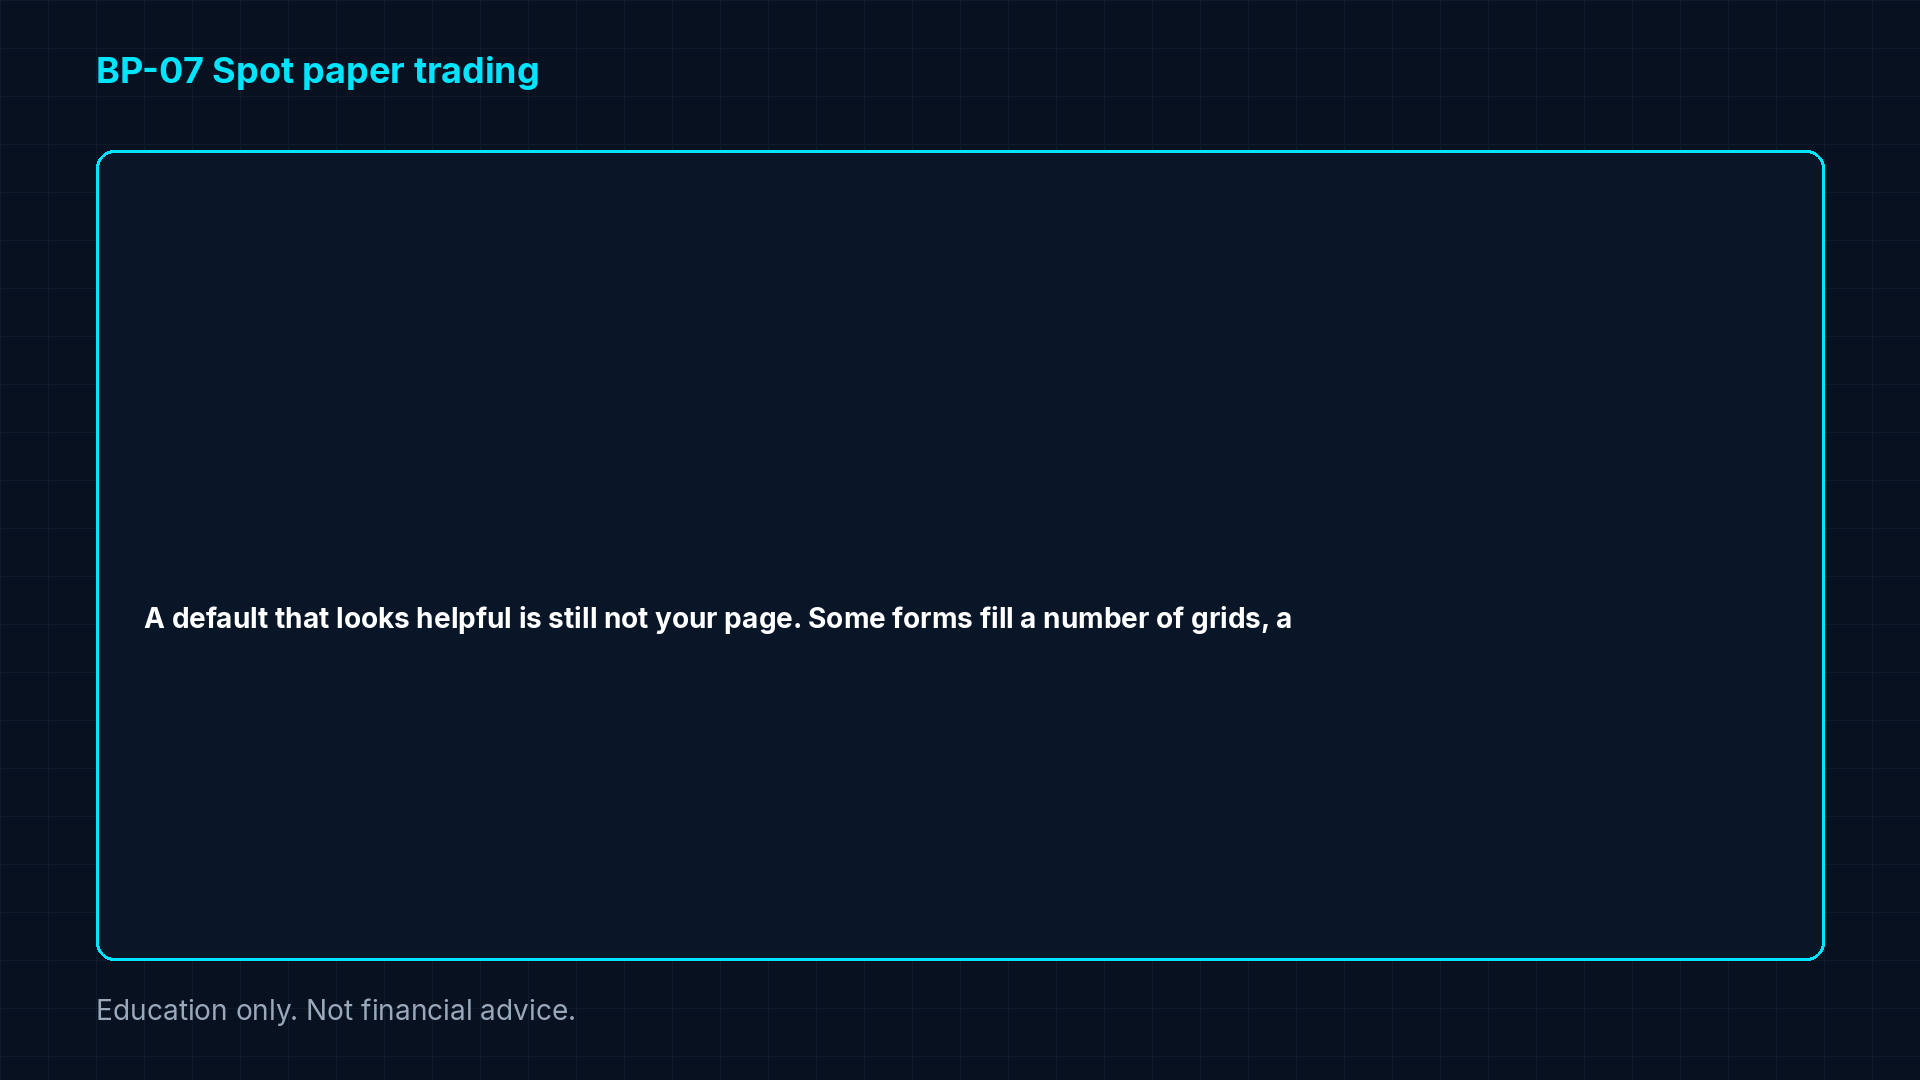 BP-07 Spot paper trading
A default that looks helpful is still not your page. Some forms fill a number of grids, a
Education only. Not financial advice.